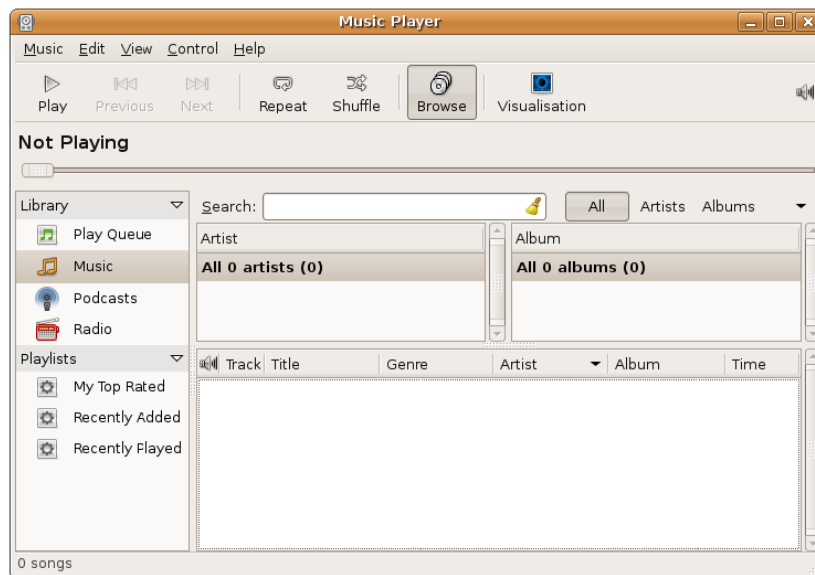 Music Player
Music Edit View Control Help
Play Previous Next Repeat Shuffle Browse Visualisation
Not Playing
Library
Search:
All Artists Albums
Play Queue
Artist
Album
Music
All 0 artists (0)
All 0 albums (0)
Podcasts
Radio
Playlists
Track Title Genre Artist Album Time
My Top Rated
Recently Added
Recently Played
0 songs